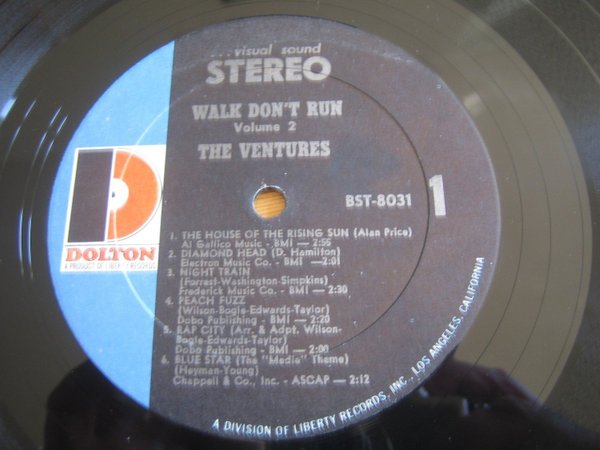 ...visual sound
STEREO
WALK DON'T RUN
Volume 2
THE VENTURES
BST-8031
1
D
DOLTON
A PRODUCT OF LIBERTY RECORDS
1. THE HOUSE OF THE RISING SUN (Alan Price)
Al Gallico Music - BMI — 2:55
2. DIAMOND HEAD (D. Hamilton)
Electron Music Co. - BMI — 2:01
3. NIGHT TRAIN
(Forrest-Washington-Simpkins)
Frederick Music Co. - BMI — 2:30
4. PEACH FUZZ
(Wilson-Bogle-Edwards-Taylor)
Dobo Publishing - BMI — 2:20
5. RAP CITY (Arr. & Adpt. Wilson-
Bogle-Edwards-Taylor)
Dobo Publishing - BMI — 2:00
6. BLUE STAR (The "Medic" Theme)
(Heyman-Young)
Chappell & Co., Inc. - ASCAP — 2:12
A DIVISION OF LIBERTY RECORDS, INC., LOS ANGELES, CALIFORNIA